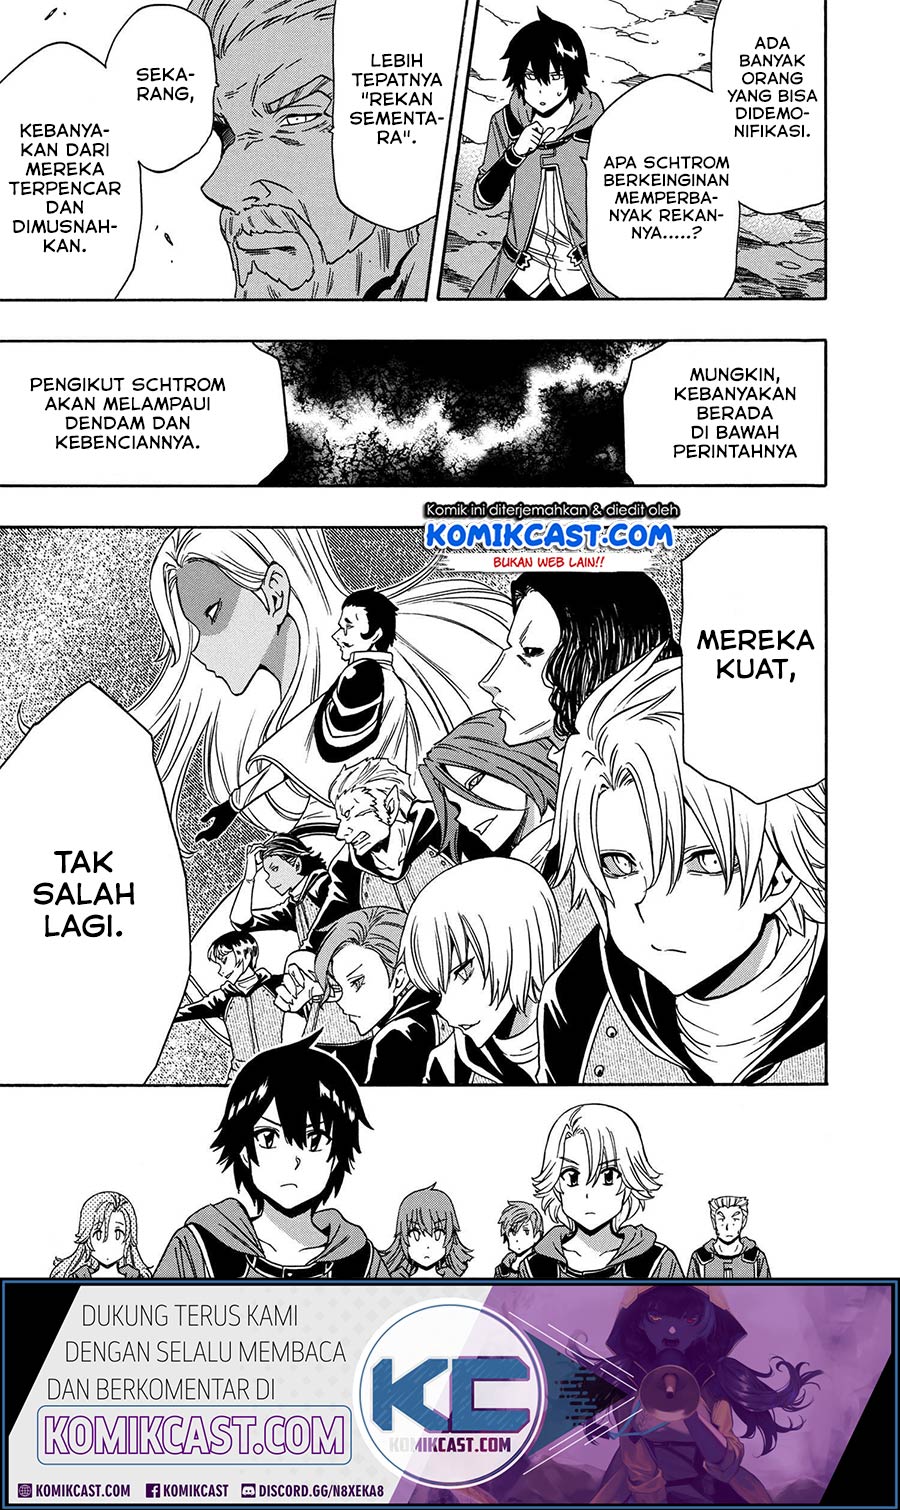 ADA
BANYAK
ORANG
YANG BISA
DIDEMO-
NIFIKASI.
APA SCHTROM
BERKEINGINAN
MEMPERBA-
NYAK REKAN-
NYA.....?
LEBIH
TEPATNYA
"REKAN
SEMENTA-
RA".
SEKA-
RANG,
KEBANYA-
KAN DARI
MEREKA
TERPENCAR
DAN
DIMUSNAH-
KAN.
MUNGKIN,
KEBANYAKAN
BERADA
DI BAWAH
PERINTAHNYA
PENGIKUT SCHTROM
AKAN MELAMPAUI
DENDAM DAN
KEBENCIANNYA.
Komik ini diterjemahkan & diedit oleh
KOMIKCAST.COM
BUKAN WEB LAIN!!
MEREKA
KUAT,
TAK
SALAH
LAGI.
DUKUNG TERUS KAMI
DENGAN SELALU MEMBACA
DAN BERKOMENTAR DI
KOMIKCAST.COM
KC
KOMIKCAST.COM
KOMIKCAST.COM KOMIKCAST DISCORD.GG/N8XEKA8